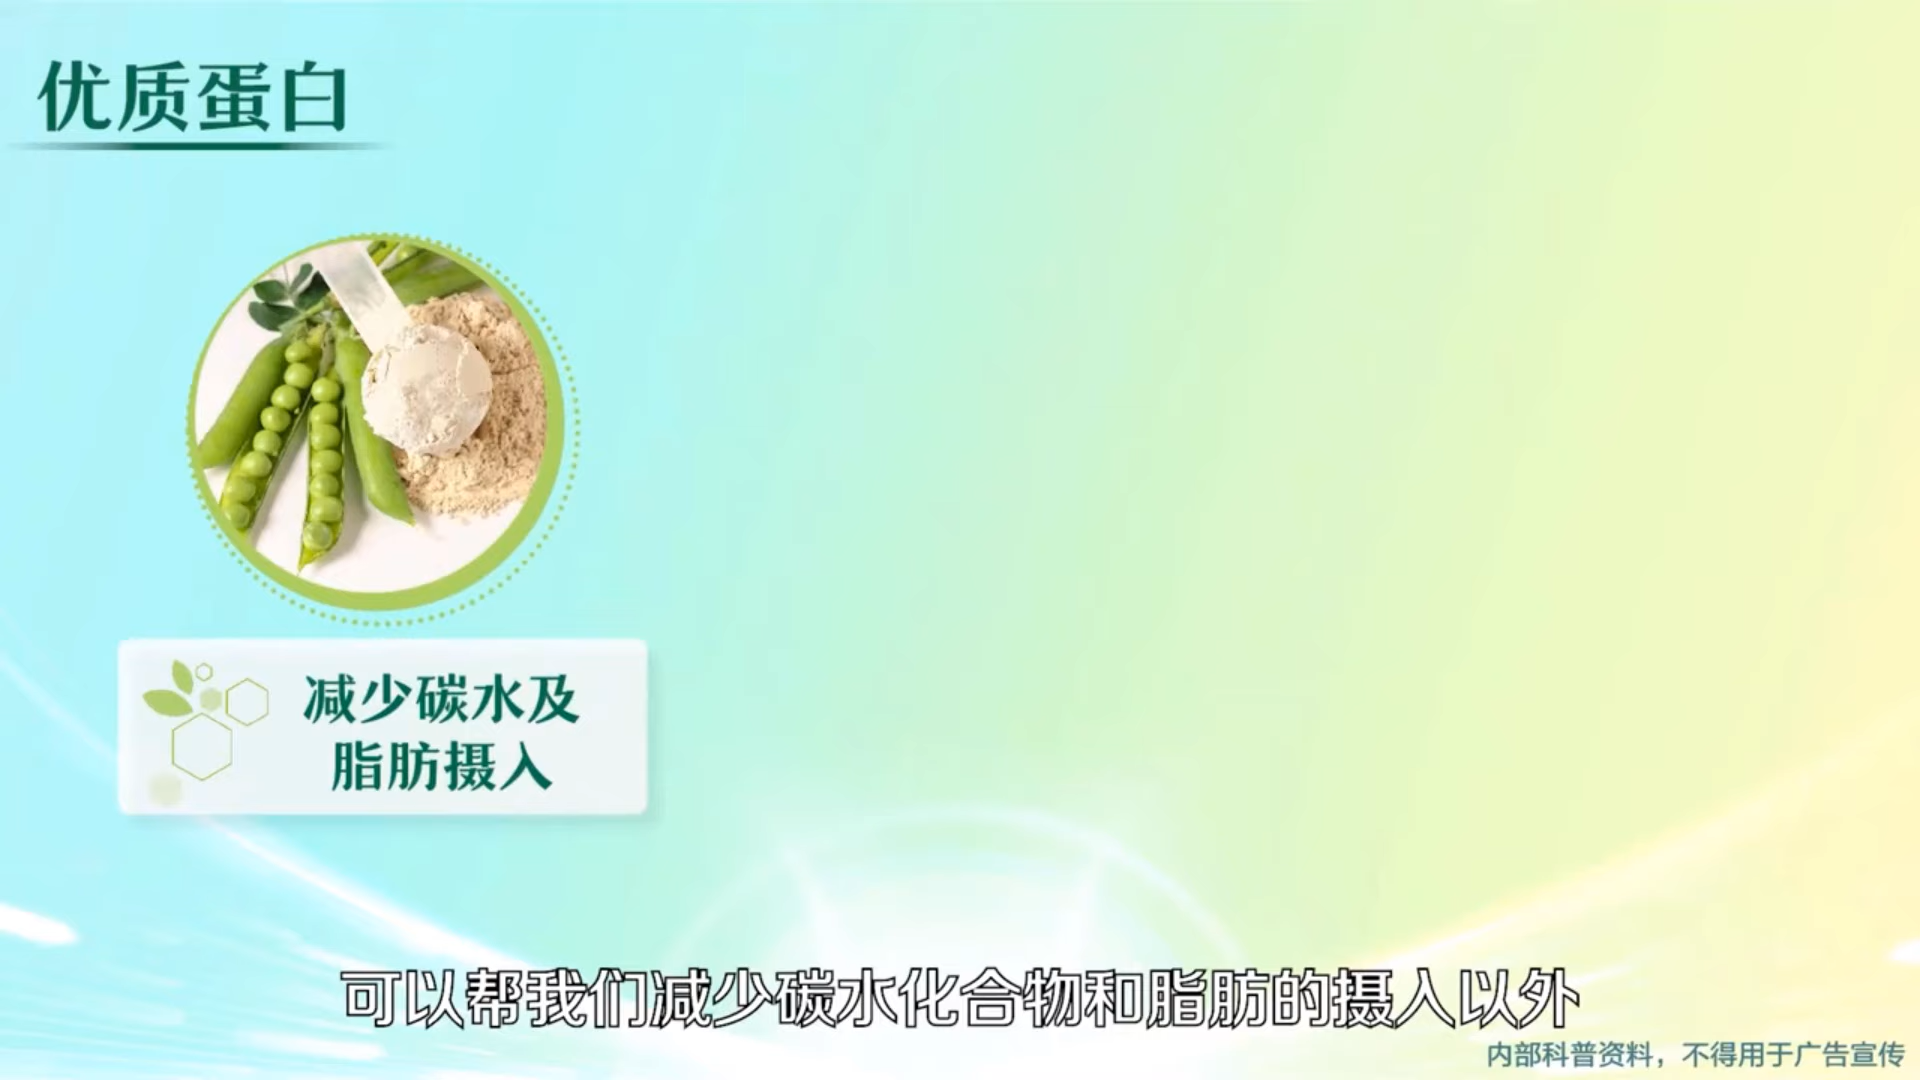 优质蛋白
减少碳水及
脂肪摄入
可以帮我们减少碳水化合物和脂肪的摄入以外
内部科普资料，不得用于广告宣传